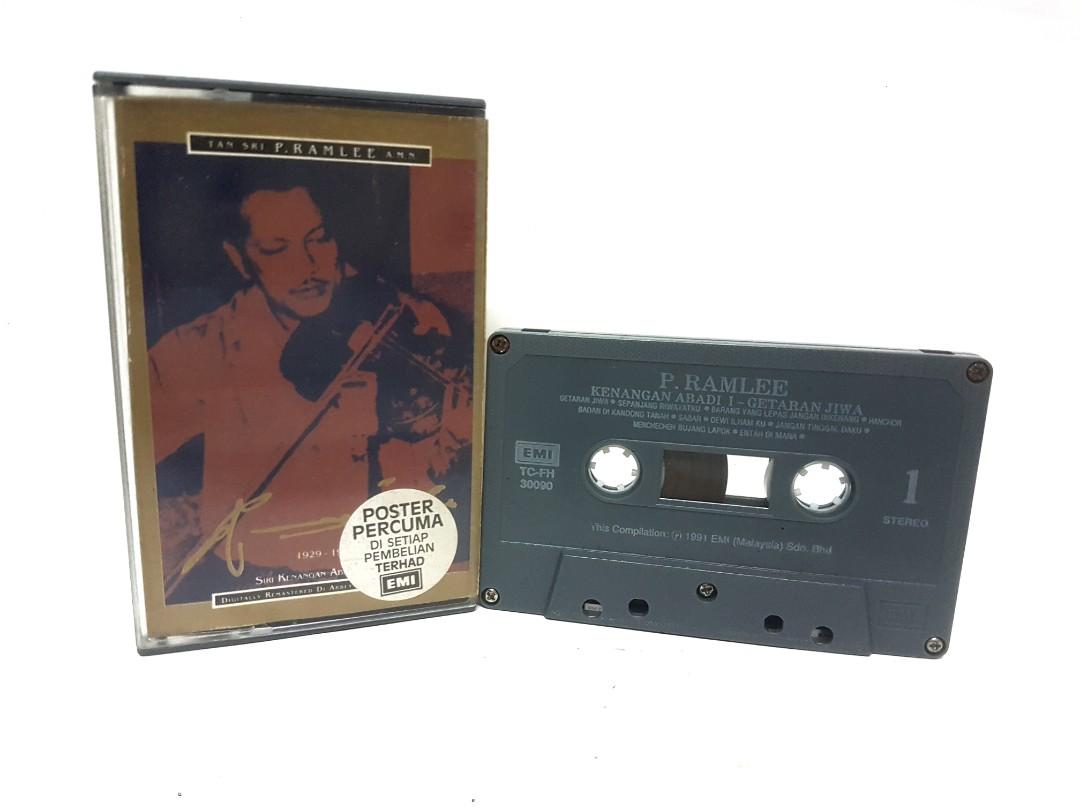 TAN SRI P. RAMLEE A.M.N.
1929 - 1
SIRI KENANGAN
DIGITALLY REMASTERED DI
POSTER
PERCUMA
DI SETIAP
PEMBELIAN
TERHAD
EMI
P. RAMLEE
KENANGAN ABADI I - GETARAN JIWA
GETARAN JIWA • SEPANJANG RIWAYATKU • BARANG YANG LEPAS JANGAN DIKENANG • HANCHOR
BADAN DI KANDONG TANAH • SABAR • DEWI ILHAM KU • JANGAN TINGGAL DAKU •
MENCHECHEH BUJANG LAPOK • ENTAH DI MANA •
EMI
TC-FH
30090
1
STEREO
This Compilation: ℗ 1991 EMI (Malaysia) Sdn. Bhd
EMI